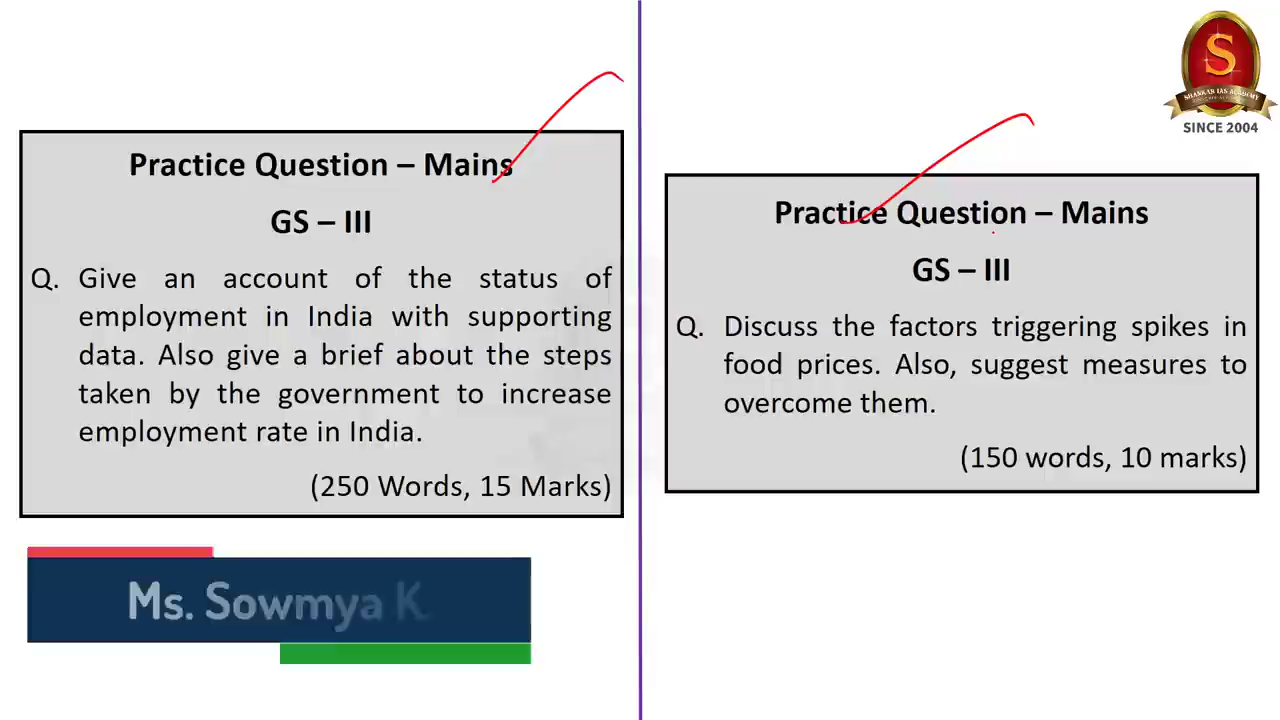 Practice Question – Mains
GS – III
Q. Give an account of the status of
employment in India with supporting
data. Also give a brief about the steps
taken by the government to increase
employment rate in India.
(250 Words, 15 Marks)
Ms. Sowmya K.
S
SHANKAR IAS ACADEMY
SINCE 2004
Practice Question – Mains
GS – III
Q. Discuss the factors triggering spikes in
food prices. Also, suggest measures to
overcome them.
(150 words, 10 marks)